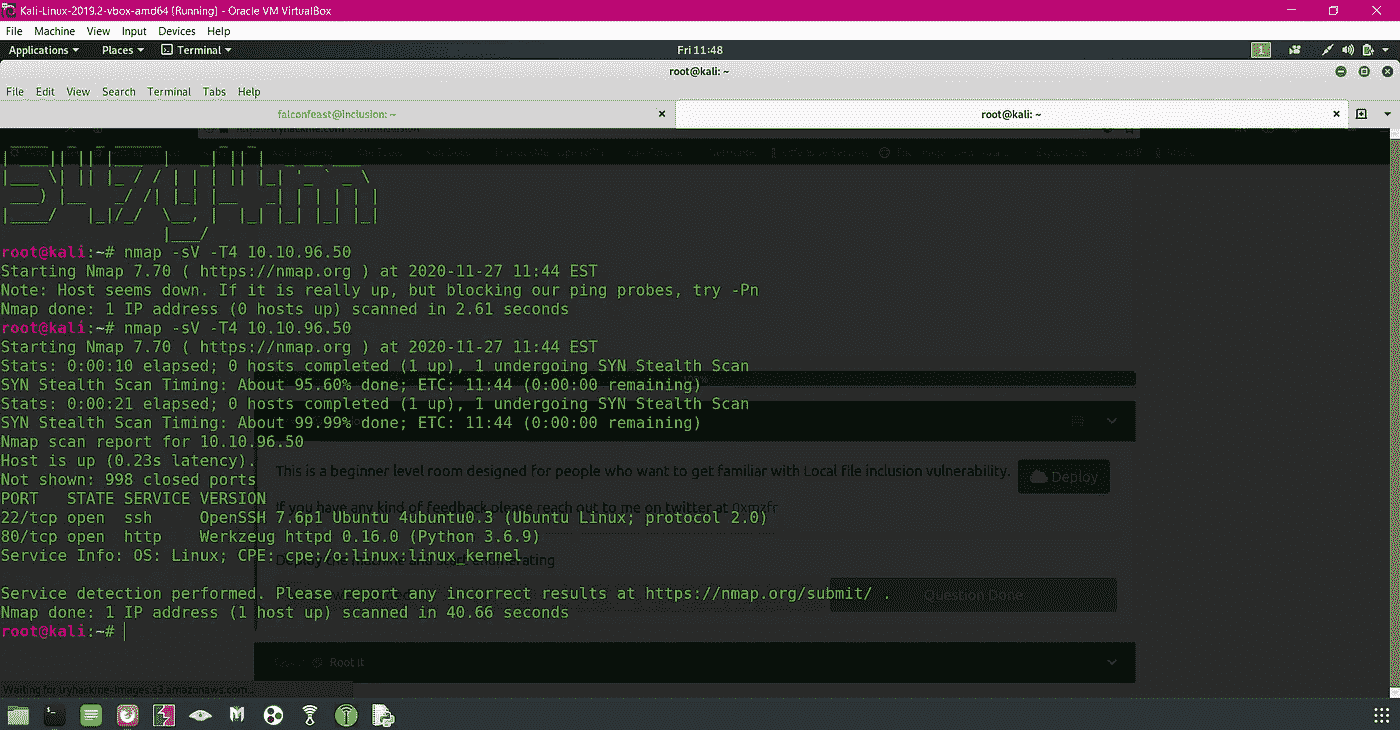 Kali-Linux-2019.2-vbox-amd64 (Running) - Oracle VM VirtualBox
File Machine View Input Devices Help
Applications Places Terminal Fri 11:48 1
root@kali: ~
File Edit View Search Terminal Tabs Help
falconfeast@inclusion: ~ root@kali: ~
root@kali:~# nmap -sV -T4 10.10.96.50
Starting Nmap 7.70 ( https://nmap.org ) at 2020-11-27 11:44 EST
Note: Host seems down. If it is really up, but blocking our ping probes, try -Pn
Nmap done: 1 IP address (0 hosts up) scanned in 2.61 seconds
root@kali:~# nmap -sV -T4 10.10.96.50
Starting Nmap 7.70 ( https://nmap.org ) at 2020-11-27 11:44 EST
Stats: 0:00:10 elapsed; 0 hosts completed (1 up), 1 undergoing SYN Stealth Scan
SYN Stealth Scan Timing: About 95.60% done; ETC: 11:44 (0:00:00 remaining)
Stats: 0:00:21 elapsed; 0 hosts completed (1 up), 1 undergoing SYN Stealth Scan
SYN Stealth Scan Timing: About 99.99% done; ETC: 11:44 (0:00:00 remaining)
Nmap scan report for 10.10.96.50
Host is up (0.23s latency).
This is a beginner level room designed for people who want to get familiar with Local file inclusion vulnerability. Deploy
Not shown: 998 closed ports
PORT STATE SERVICE VERSION
If you have any kind of feedback please reach out to me on twitter at 0xmzfr
22/tcp open ssh OpenSSH 7.6p1 Ubuntu 4ubuntu0.3 (Ubuntu Linux; protocol 2.0)
80/tcp open http Werkzeug httpd 0.16.0 (Python 3.6.9)
Service Info: OS: Linux; CPE: cpe:/o:linux:linux_kernel
Deploy the machine and start enumerating
Service detection performed. Please report any incorrect results at https://nmap.org/submit/ .
Question Done
Nmap done: 1 IP address (1 host up) scanned in 40.66 seconds
root@kali:~#
Root It
Waiting for tryhackme-images.s3.amazonaws.com...